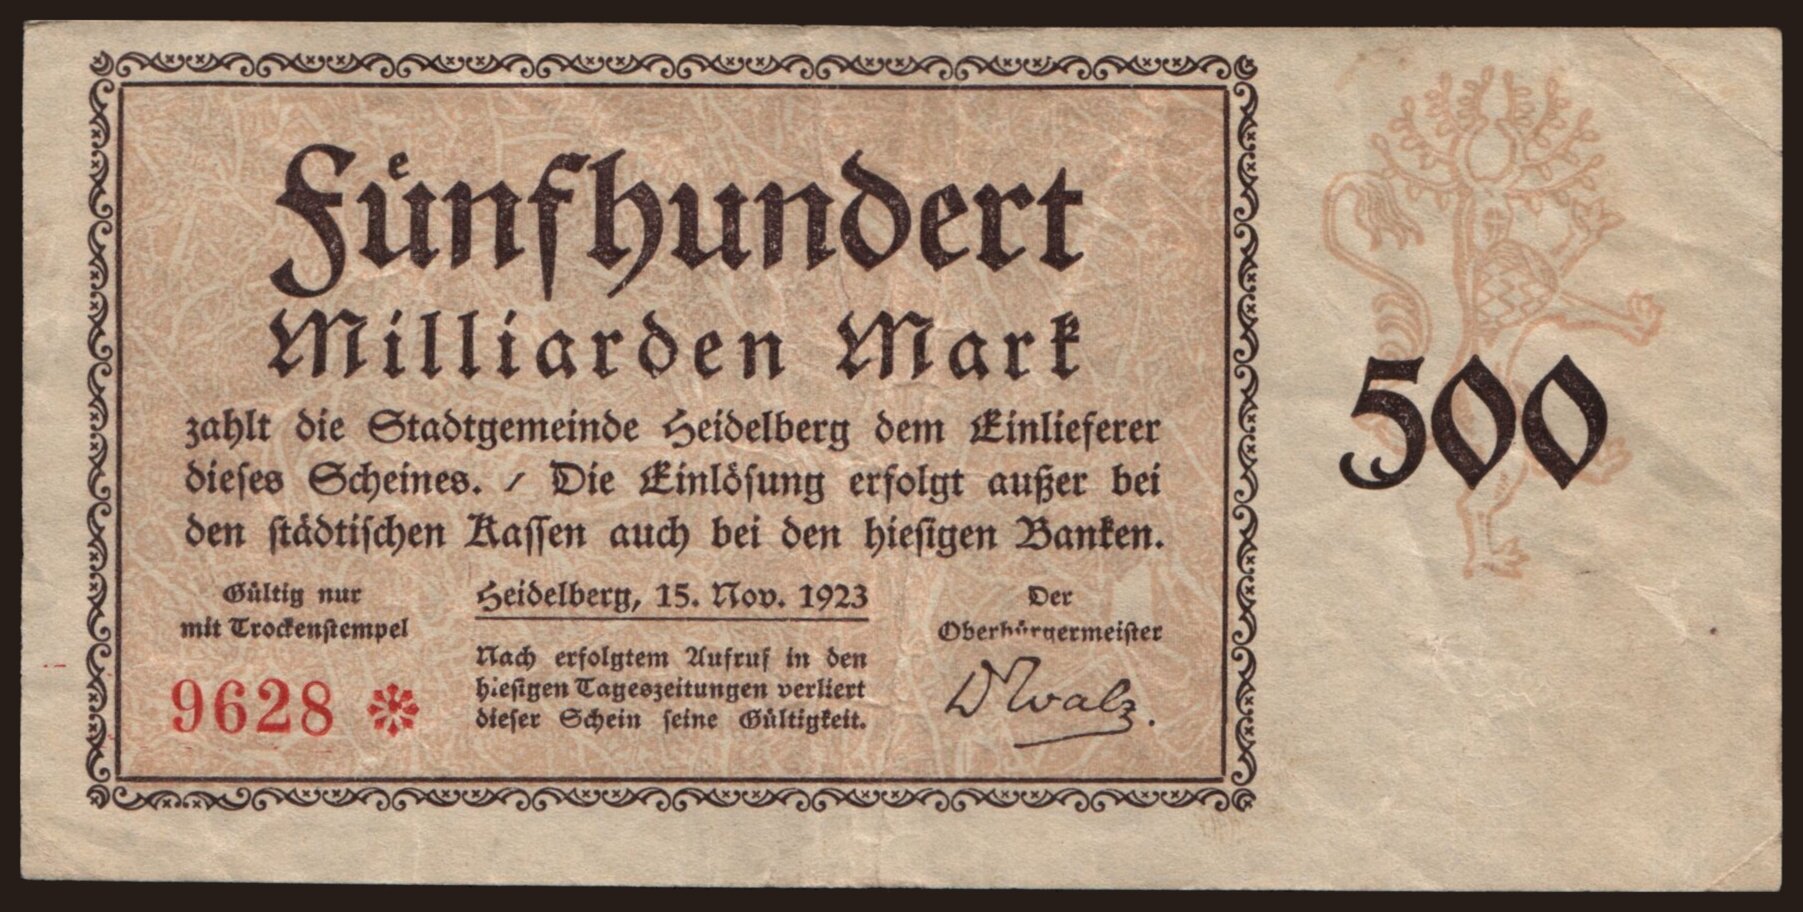 Fünfhundert
Milliarden Mark
zahlt die Stadtgemeinde Heidelberg dem Einlieferer
dieses Scheines. / Die Einlösung erfolgt außer bei
den städtischen Kassen auch bei den hiesigen Banken.
Gültig nur
mit Trockenstempel
9628 *
Heidelberg, 15. Nov. 1923
Nach erfolgtem Aufruf in den
hiesigen Tageszeitungen verliert
dieser Schein seine Gültigkeit.
Der
Oberbürgermeister
Walz.
500